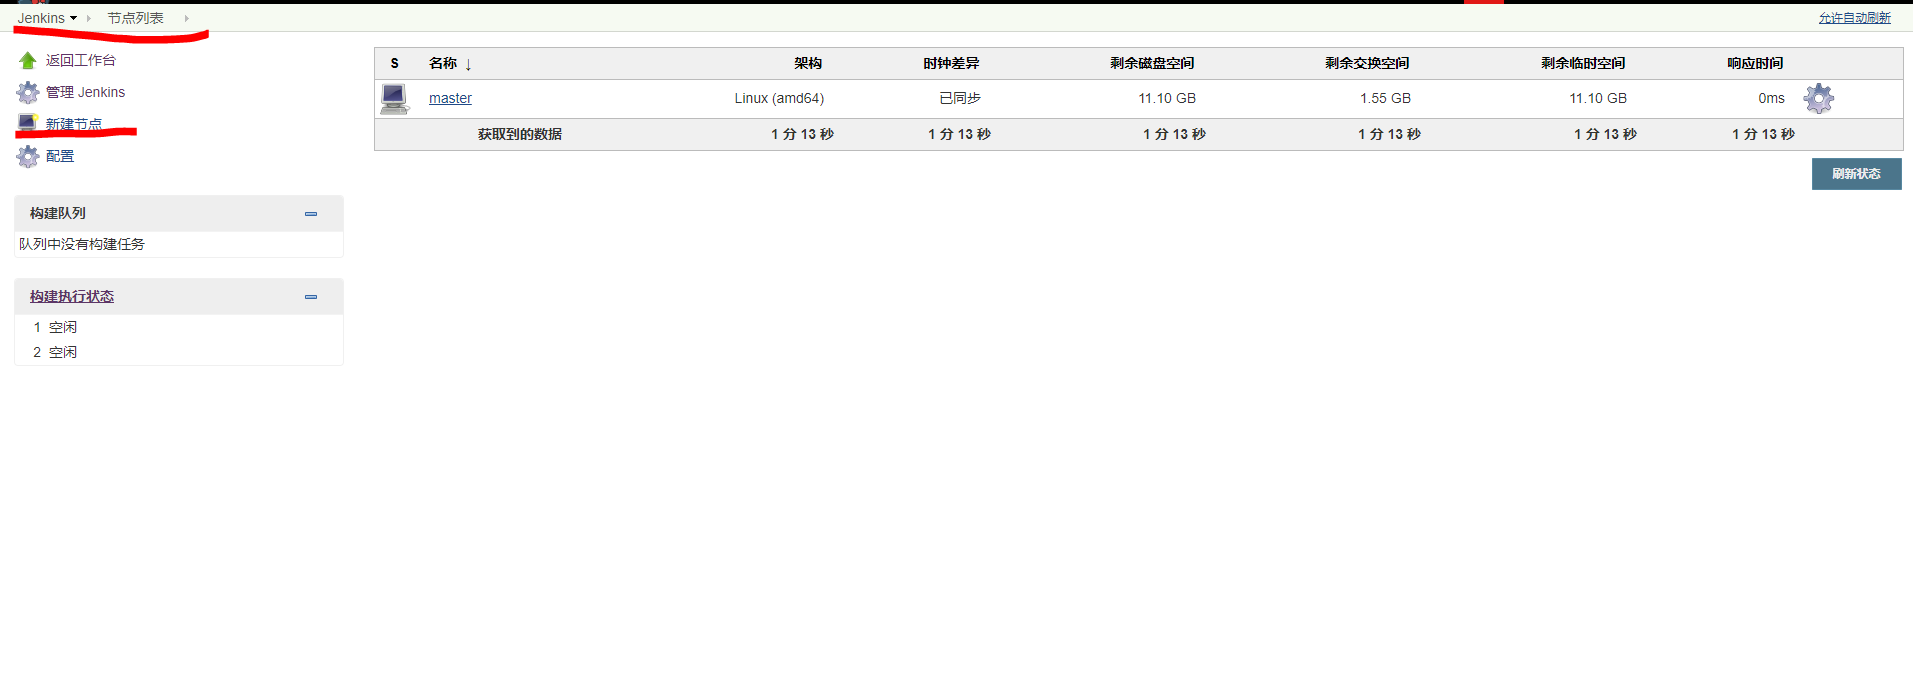 Jenkins 节点列表 允许自动刷新
返回工作台
管理 Jenkins
新建节点
配置
构建队列
队列中没有构建任务
构建执行状态
1 空闲
2 空闲
S 名称 ↓ 架构 时钟差异 剩余磁盘空间 剩余交换空间 剩余临时空间 响应时间
master Linux (amd64) 已同步 11.10 GB 1.55 GB 11.10 GB 0ms
获取到的数据 1 分 13 秒 1 分 13 秒 1 分 13 秒 1 分 13 秒 1 分 13 秒 1 分 13 秒
刷新状态